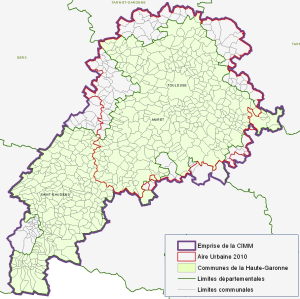 TARN-ET-GARONNE
GERS
TARN
TOULOUSE
MURET
SAINT-GAUDENS
Emprise de la CIMM
Aire Urbaine 2010
Communes de la Haute-Garonne
Limites départementales
Limites communales